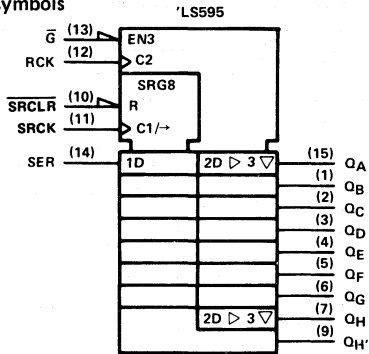 symbols
'LS595
G (13) EN3
RCK (12) C2
SRG8
SRCLR (10) R
SRCK (11) C1/→
SER (14) 1D 2D ▷ 3 ▽ (15) QA
(1) QB
(2) QC
(3) QD
(4) QE
(5) QF
(6) QG
2D ▷ 3 ▽ (7) QH
(9) QH'